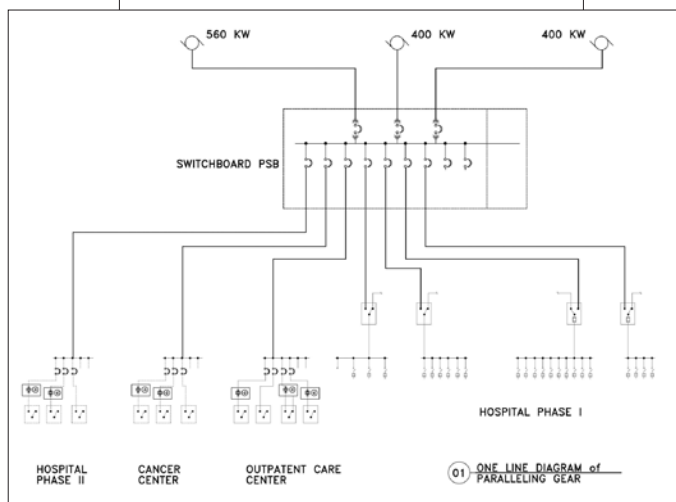 560 KW
400 KW
400 KW
SWITCHBOARD PSB
HOSPITAL PHASE I
HOSPITAL
PHASE II
CANCER
CENTER
OUTPATENT CARE
CENTER
01
ONE LINE DIAGRAM of
PARALLELING GEAR